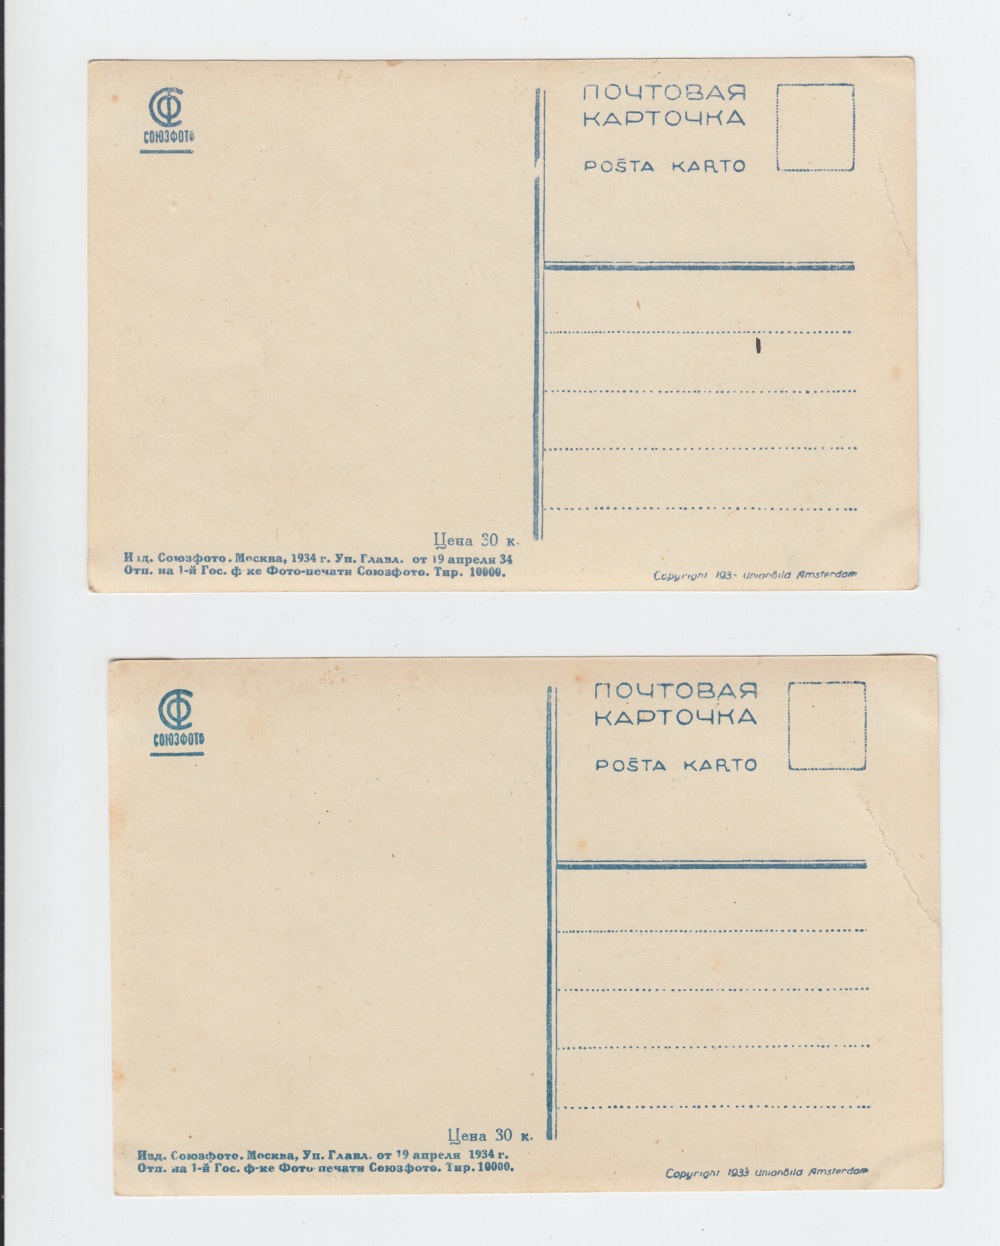 СОЮЗФОТО
ПОЧТОВАЯ
КАРТОЧКА
POŜTA KARTO
Цена 30 к.
Изд. Союзфото. Москва, 1934 г. Уп. Главл. от 19 апреля 34
Отп. на 1-й Гос. ф-ке Фото-печати Союзфото. Тир. 10000.
Copyright Unionbild Amsterdam
СОЮЗФОТО
ПОЧТОВАЯ
КАРТОЧКА
POŜTA KARTO
Цена 30 к.
Изд. Союзфото. Москва, Уп. Главл. от 19 апреля 1934 г.
Отп. на 1-й Гос. ф-ке Фото-печати Союзфото. Тир. 10000.
Copyright 1933 Unionbild Amsterdam